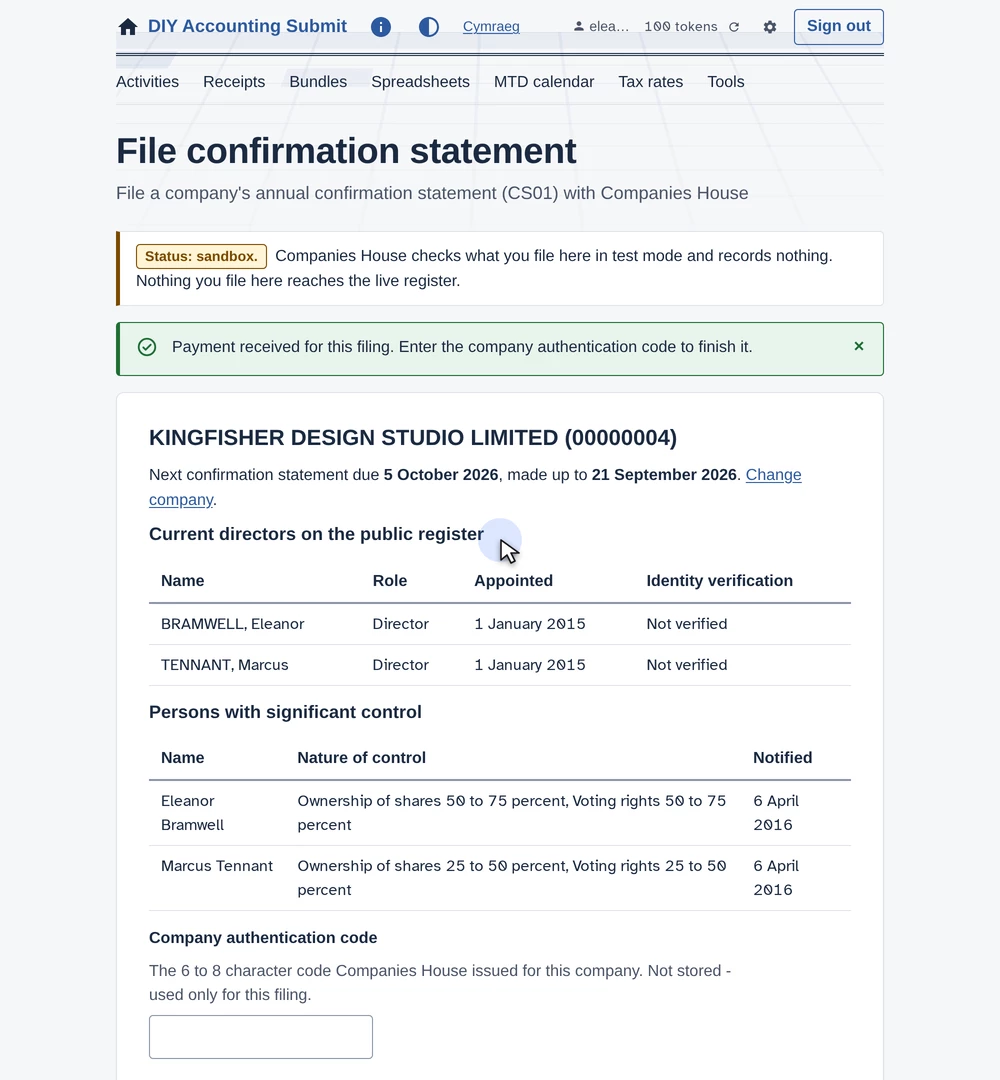 DIY Accounting Submit
Cymraeg
elea...
100 tokens
Sign out
Activities Receipts Bundles Spreadsheets MTD calendar Tax rates Tools
File confirmation statement
File a company's annual confirmation statement (CS01) with Companies House
Status: sandbox. Companies House checks what you file here in test mode and records nothing.
Nothing you file here reaches the live register.
Payment received for this filing. Enter the company authentication code to finish it.
KINGFISHER DESIGN STUDIO LIMITED (00000004)
Next confirmation statement due 5 October 2026, made up to 21 September 2026. Change
company.
Current directors on the public register
Name Role Appointed Identity verification
BRAMWELL, Eleanor Director 1 January 2015 Not verified
TENNANT, Marcus Director 1 January 2015 Not verified
Persons with significant control
Name Nature of control Notified
Eleanor Ownership of shares 50 to 75 percent, Voting rights 50 to 75 6 April
Bramwell percent 2016
Marcus Tennant Ownership of shares 25 to 50 percent, Voting rights 25 to 50 6 April
percent 2016
Company authentication code
The 6 to 8 character code Companies House issued for this company. Not stored -
used only for this filing.